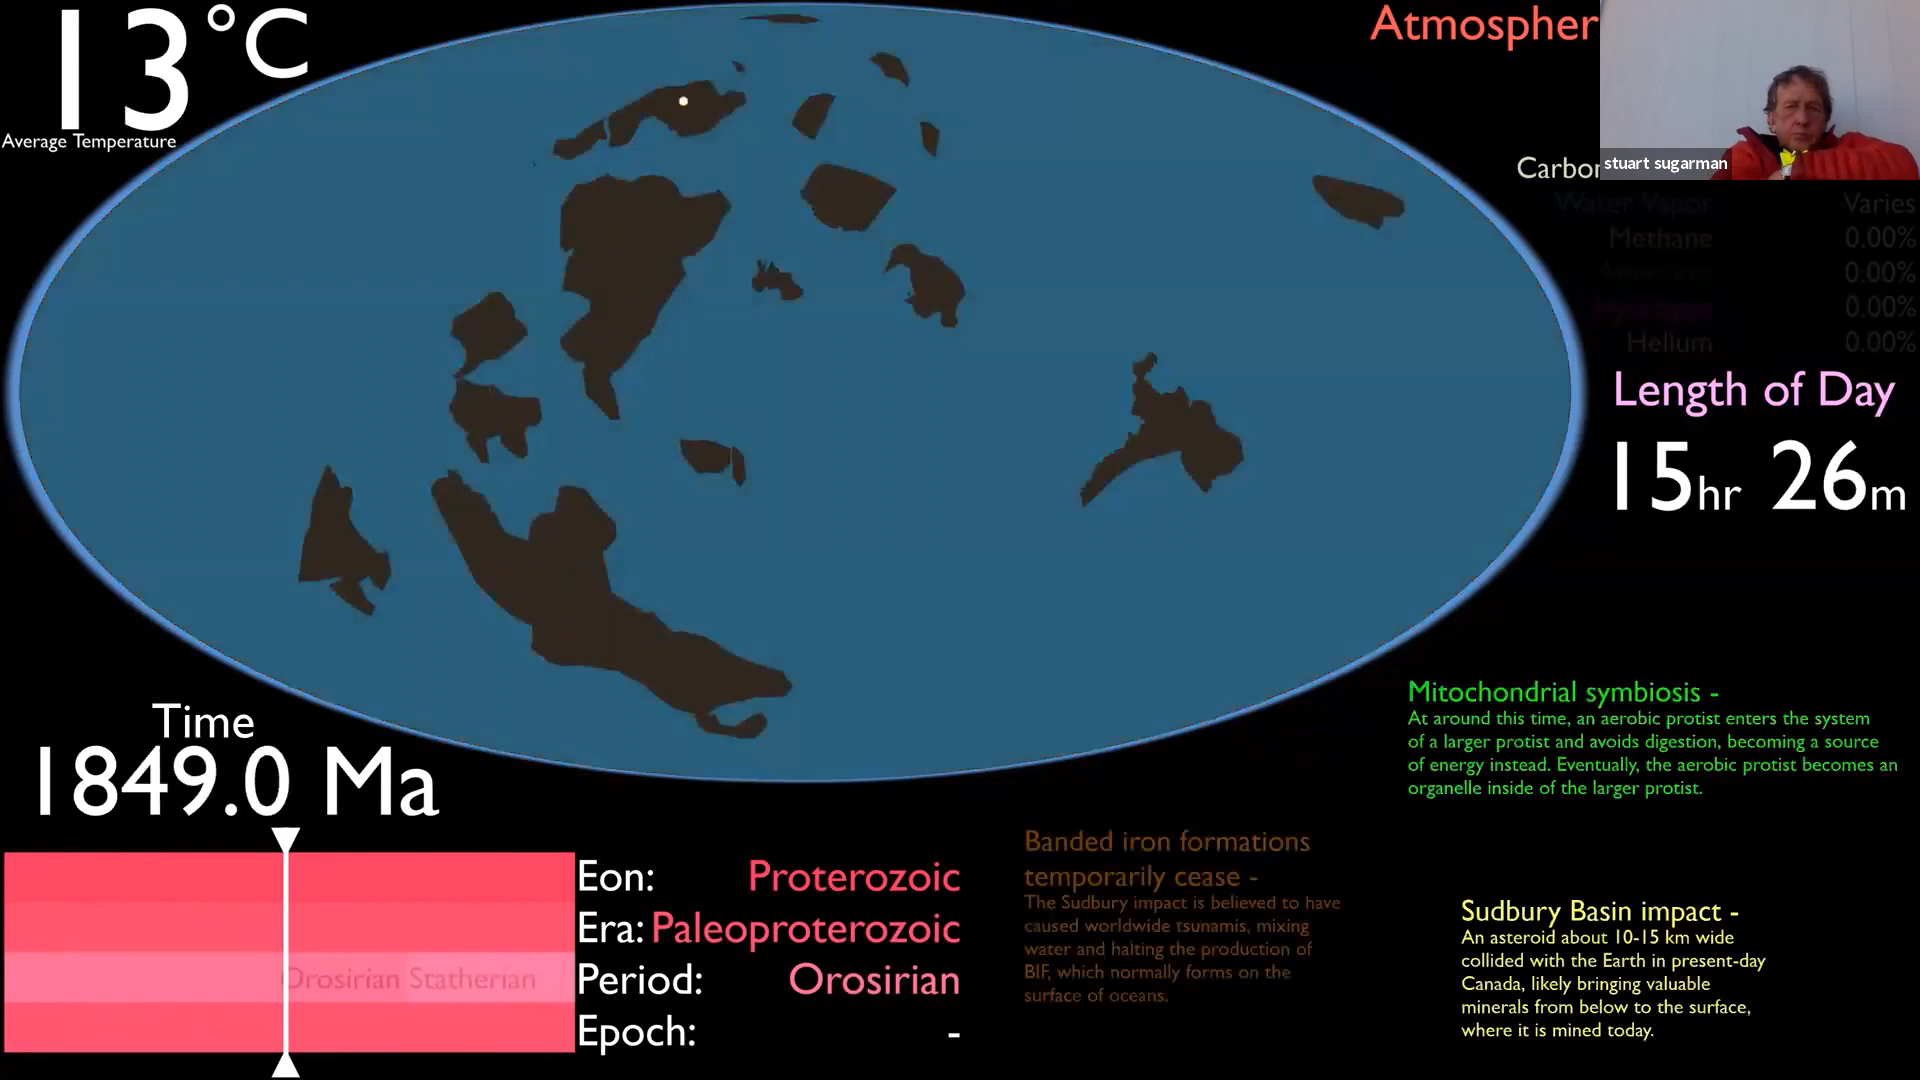 13°C
Average Temperature
Atmospher
stuart sugarman
Carbon
Water Vapor Varies
Methane 0.00%
0.00%
Hydrogen 0.00%
Helium 0.00%
Length of Day
15hr 26m
Time
1849.0 Ma
Orosirian Statherian
Eon: Proterozoic
Era: Paleoproterozoic
Period: Orosirian
Epoch: -
Mitochondrial symbiosis -
At around this time, an aerobic protist enters the system
of a larger protist and avoids digestion, becoming a source
of energy instead. Eventually, the aerobic protist becomes an
organelle inside of the larger protist.
Banded iron formations
temporarily cease -
The Sudbury impact is believed to have
caused worldwide tsunamis, mixing
water and halting the production of
BIF, which normally forms on the
surface of oceans.
Sudbury Basin impact -
An asteroid about 10-15 km wide
collided with the Earth in present-day
Canada, likely bringing valuable
minerals from below to the surface,
where it is mined today.